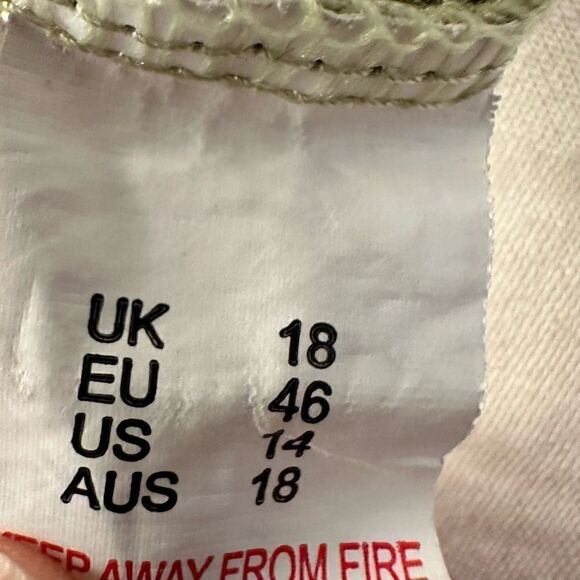 UK 18
EU 46
US 14
AUS 18
AWAY FROM FIRE